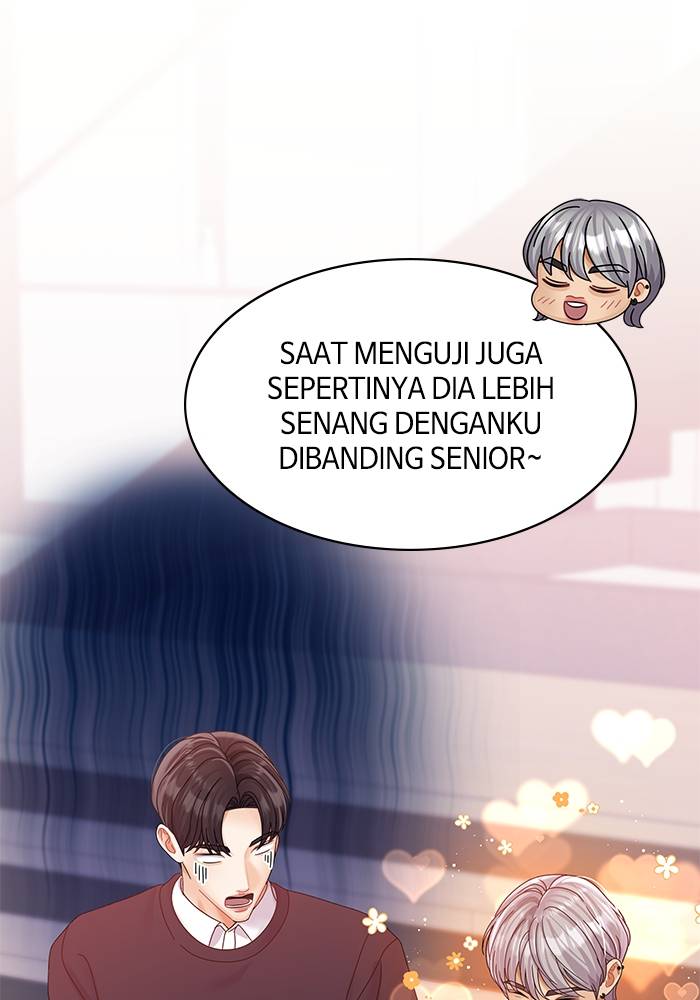 SAAT MENGUJI JUGA
SEPERTINYA DIA LEBIH
SENANG DENGANKU
DIBANDING SENIOR~